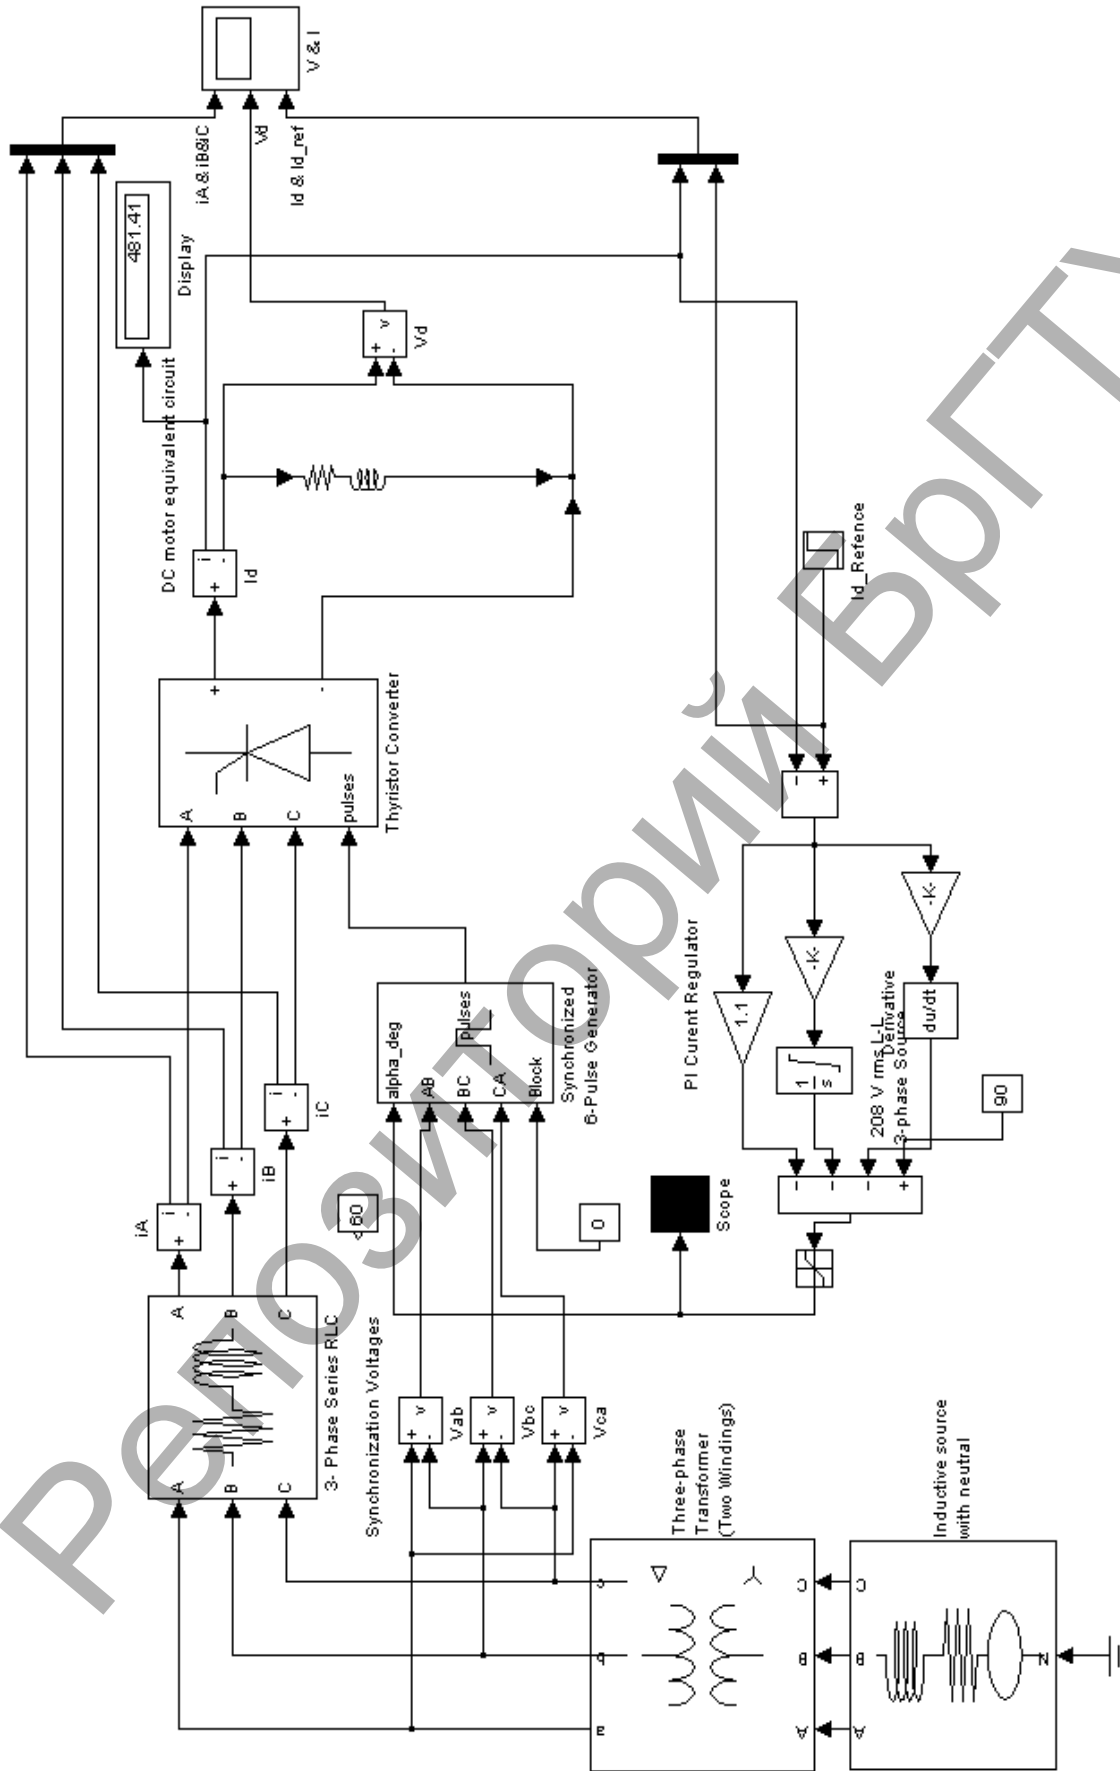 V & I
iA & iB&iC
Vd
Id & Id_ref
481.41
Display
DC motor equivalent circuit
+ v
-
Vd
+ i
-
Id
+
-
A
B
C
pulses
Thyristor Converter
Id_Refence
-
+
PI Curent Regulator
1.1
-K-
-K-
1
s
du/dt
Derivative
208 V rms L-L
3-phase Source
90
-
-
-
+
alpha_deg
AB
BC
CA
Block
pulses
Synchronized
6-Pulse Generator
Scope
0
60
iA
+ i
-
iB
+ i
-
iC
+ i
-
A
B
C
A
B
C
3- Phase Series RLC
Synchronization Voltages
+ v
-
Vab
+ v
-
Vbc
+ v
-
Vca
Three-phase
Transformer
(Two Windings)
a
b
c
A
B
C
Inductive source
with neutral
A
B
C
N
Репозиторий БрГТУ